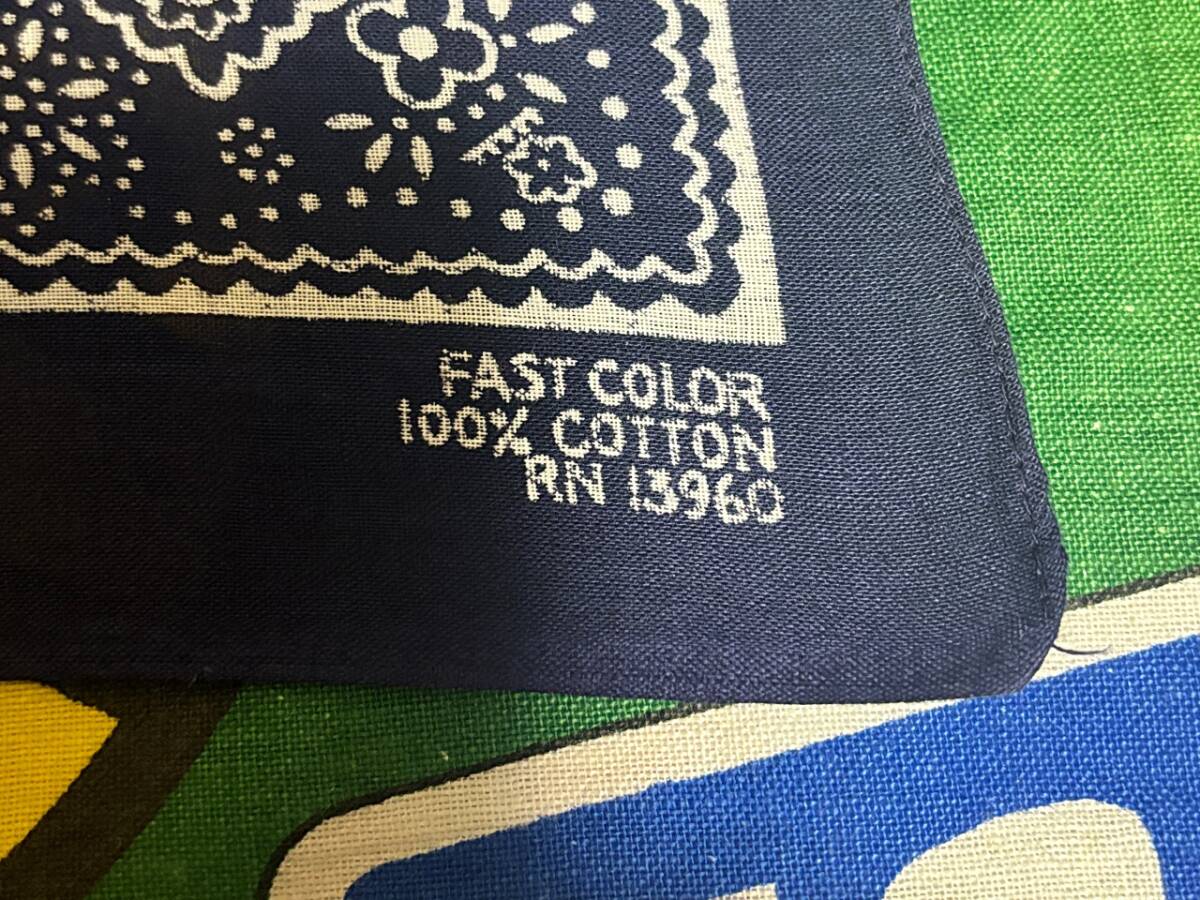 FAST COLOR
100% COTTON
RN 13960